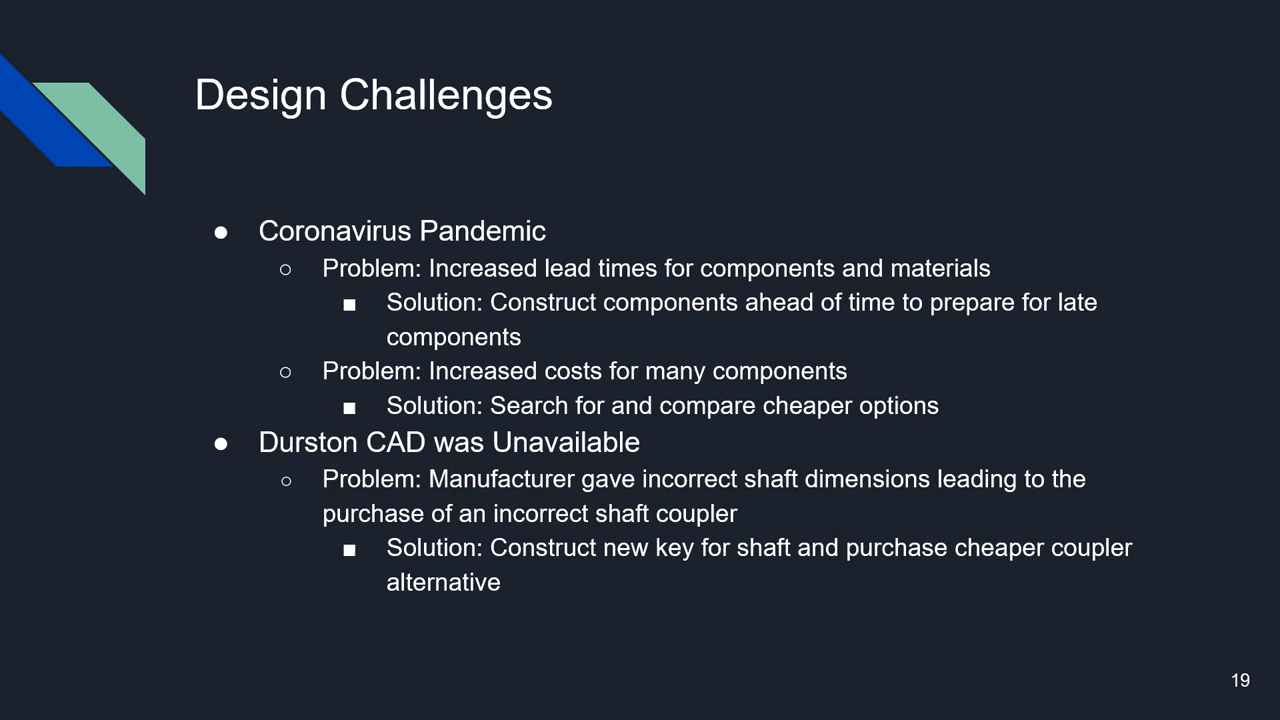 Design Challenges
● Coronavirus Pandemic
○ Problem: Increased lead times for components and materials
■ Solution: Construct components ahead of time to prepare for late
components
○ Problem: Increased costs for many components
■ Solution: Search for and compare cheaper options
● Durston CAD was Unavailable
○ Problem: Manufacturer gave incorrect shaft dimensions leading to the
purchase of an incorrect shaft coupler
■ Solution: Construct new key for shaft and purchase cheaper coupler
alternative
19